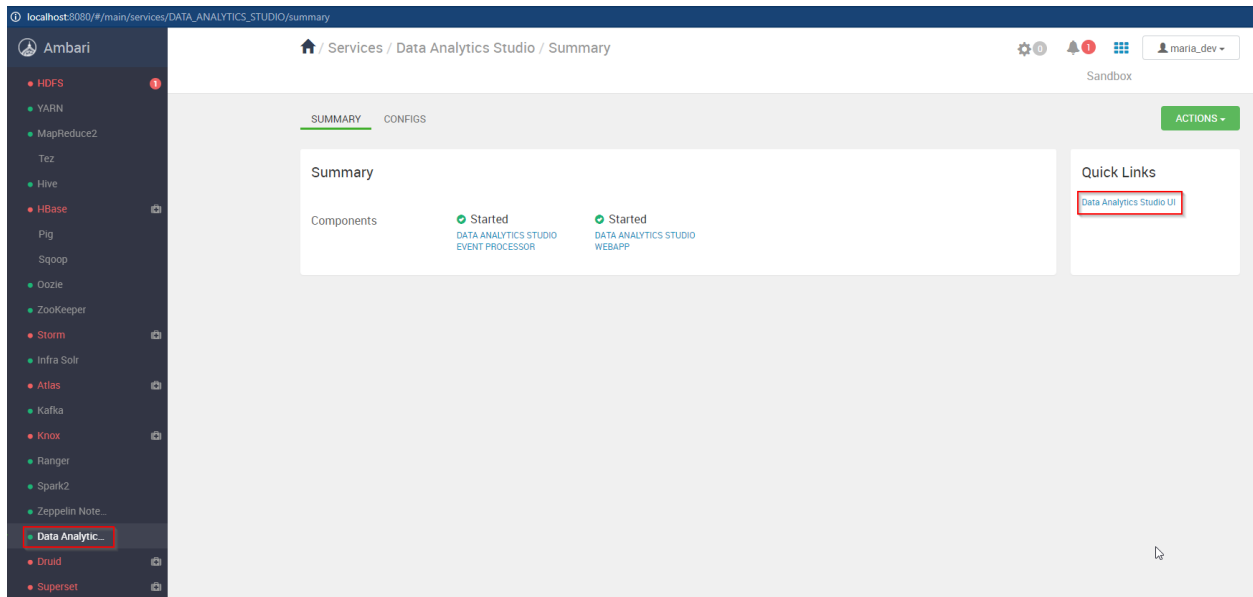 localhost:8080/#/main/services/DATA_ANALYTICS_STUDIO/summary
Ambari
/ Services / Data Analytics Studio / Summary
0
1
maria_dev
Sandbox
HDFS 1
YARN
MapReduce2
Tez
Hive
HBase
Pig
Sqoop
Oozie
ZooKeeper
Storm
Infra Solr
Atlas
Kafka
Knox
Ranger
Spark2
Zeppelin Note...
Data Analytic...
Druid
Superset
SUMMARY CONFIGS
ACTIONS
Summary
Components
Started
DATA ANALYTICS STUDIO
EVENT PROCESSOR
Started
DATA ANALYTICS STUDIO
WEBAPP
Quick Links
Data Analytics Studio UI